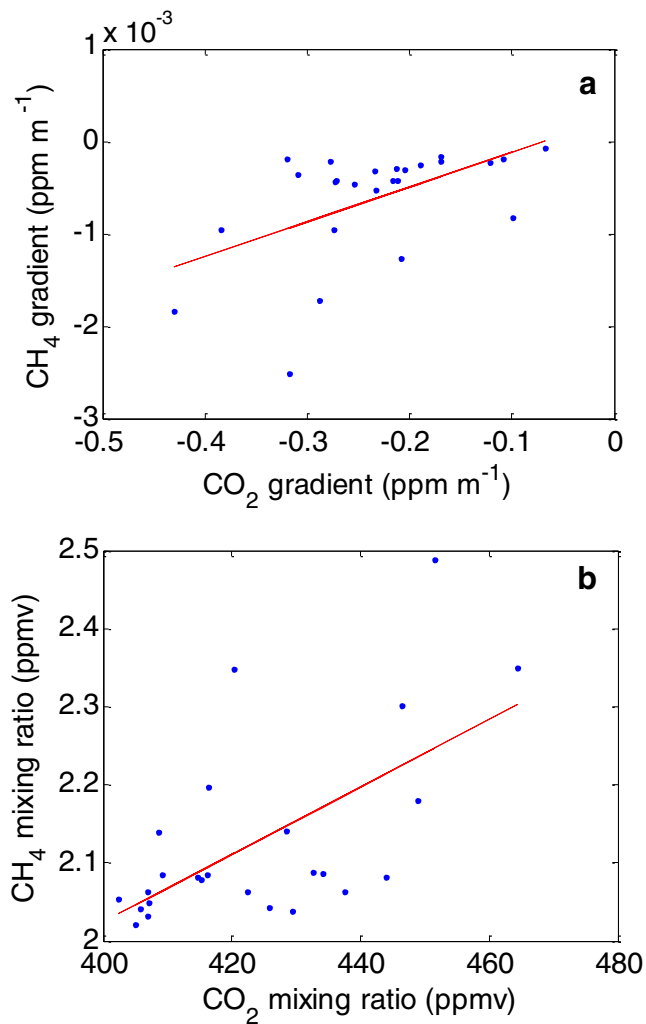 1 x 10⁻³
a
0
-1
-2
-3
CH₄ gradient (ppm m⁻¹)
-0.5 -0.4 -0.3 -0.2 -0.1 0
CO₂ gradient (ppm m⁻¹)
2.5
b
2.4
2.3
2.2
2.1
2
CH₄ mixing ratio (ppmv)
400 420 440 460 480
CO₂ mixing ratio (ppmv)